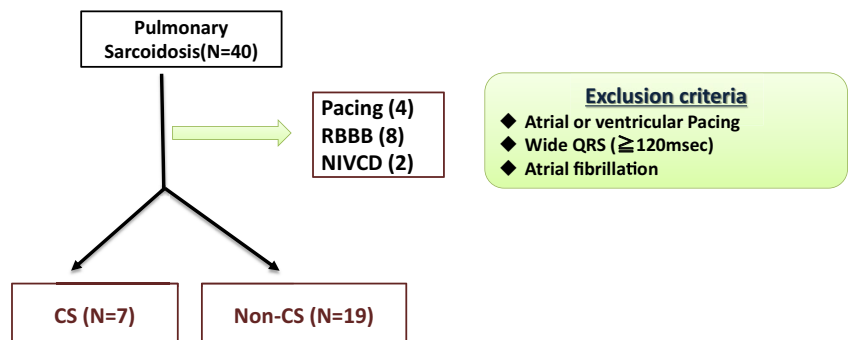 Pulmonary
Sarcoidosis(N=40)
Pacing (4)
RBBB (8)
NIVCD (2)
Exclusion criteria
◆ Atrial or ventricular Pacing
◆ Wide QRS (≧120msec)
◆ Atrial fibrillation
CS (N=7)
Non-CS (N=19)